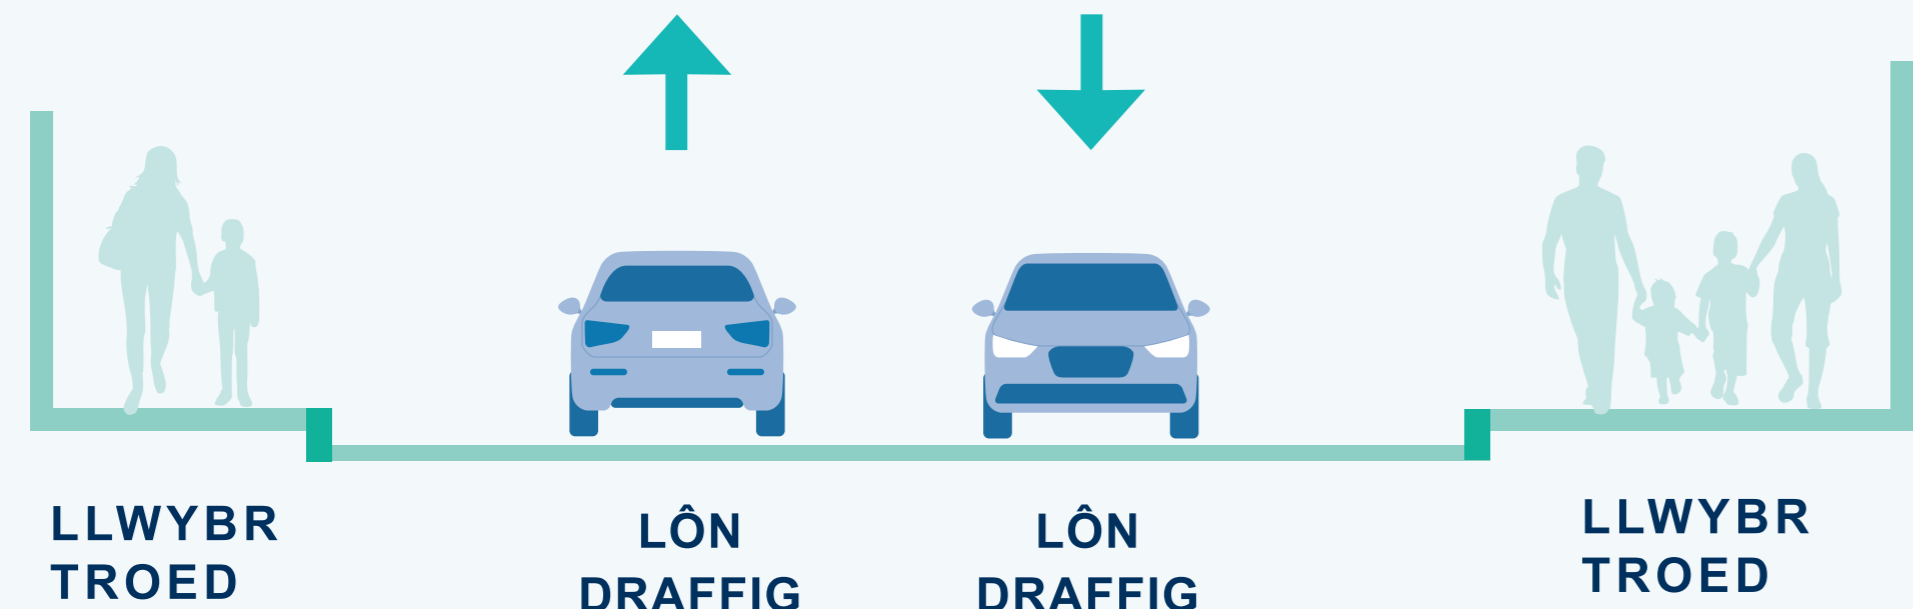 LLWYBR
TROED
LÔN
DRAFFIG
LÔN
DRAFFIG
LLWYBR
TROED